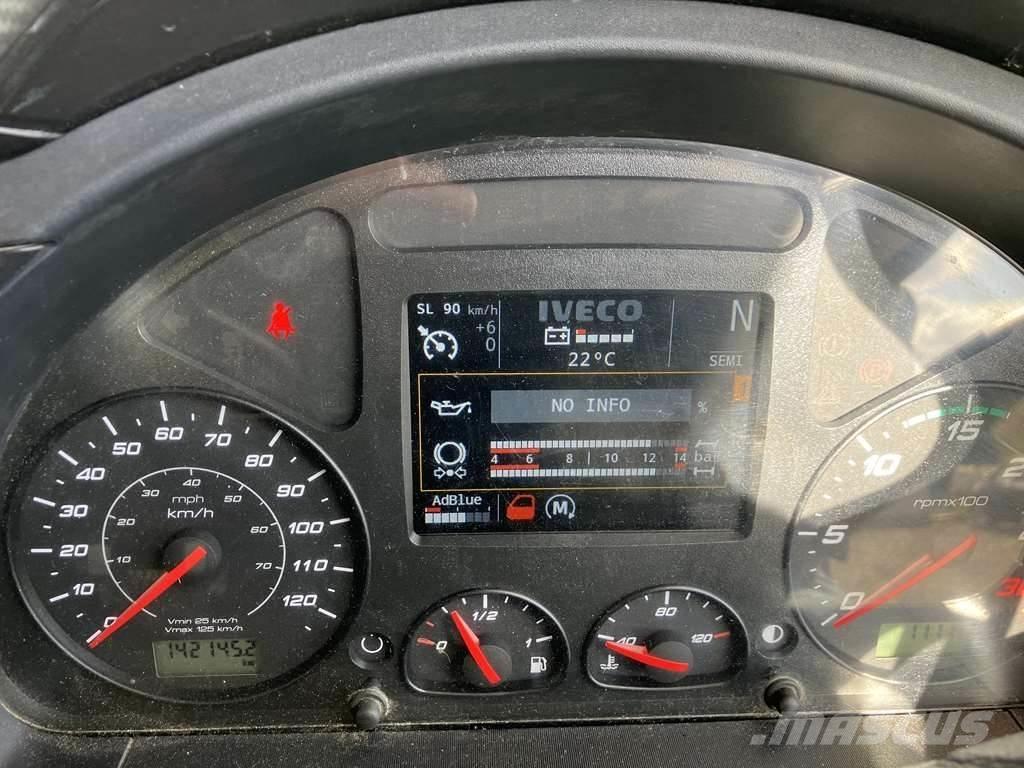 SL 90 km/h
+6
0
IVECO
22°C
N
SEMI
NO INFO
%
4 6 8 10 12 14 bar
AdBlue
M
0 10 20 30 40 50 60 70 80 90 100 110 120
10 20 30 40 50 60 70
mph
km/h
Vmin 25 km/h
Vmax 125 km/h
142145.2
km
0 1/2 1
40 80 120
0 5 10 15
rpmx100
MASCUS